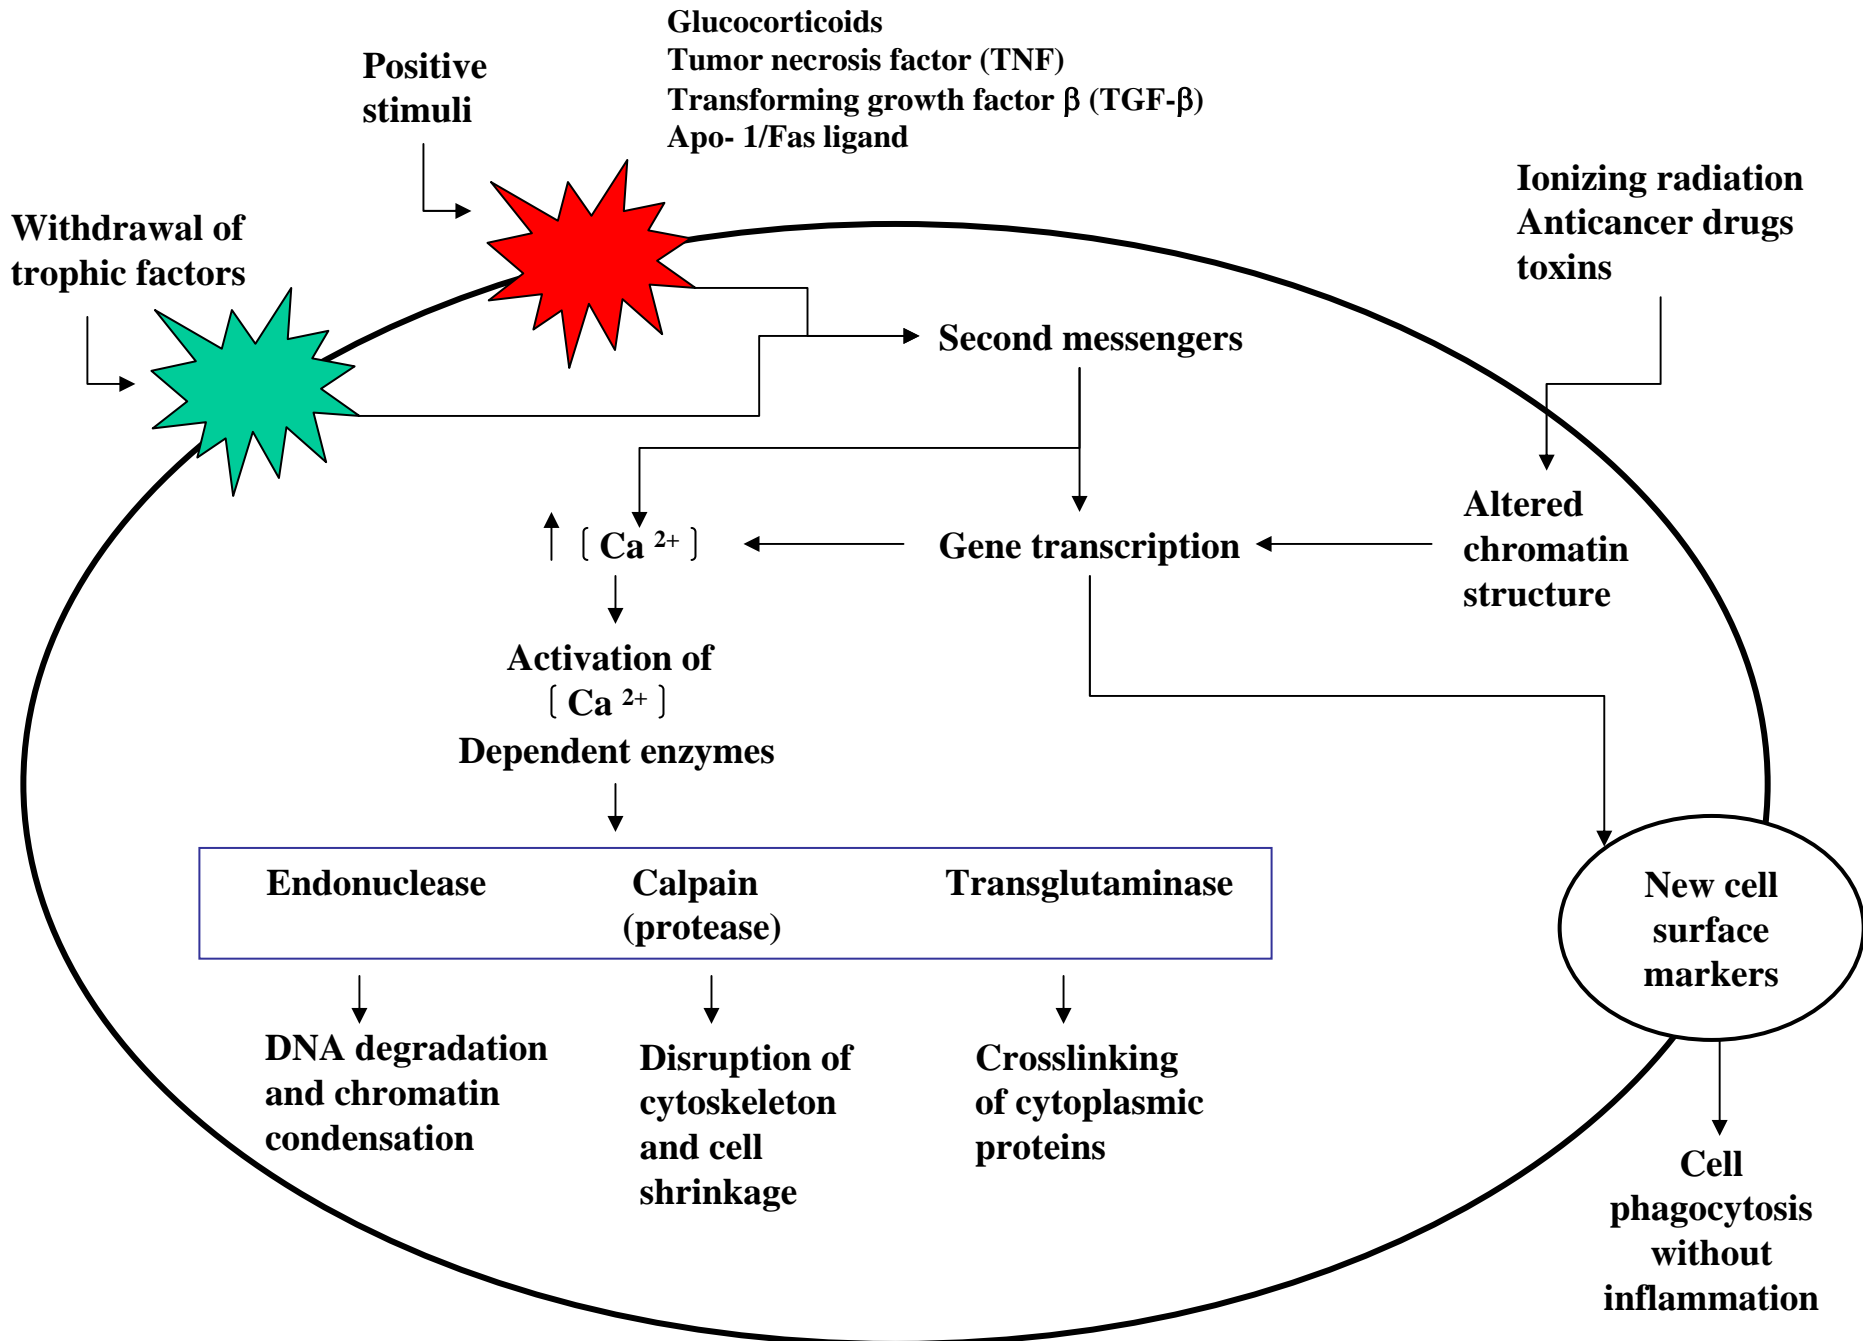 Glucocorticoids
Tumor necrosis factor (TNF)
Transforming growth factor β (TGF-β)
Apo- 1/Fas ligand
Positive
stimuli
Withdrawal of
trophic factors
Ionizing radiation
Anticancer drugs
toxins
Second messengers
↑ [ Ca 2+ ]
Gene transcription
Altered
chromatin
structure
Activation of
[ Ca 2+ ]
Dependent enzymes
Endonuclease
Calpain
(protease)
Transglutaminase
New cell
surface
markers
DNA degradation
and chromatin
condensation
Disruption of
cytoskeleton
and cell
shrinkage
Crosslinking
of cytoplasmic
proteins
Cell
phagocytosis
without
inflammation